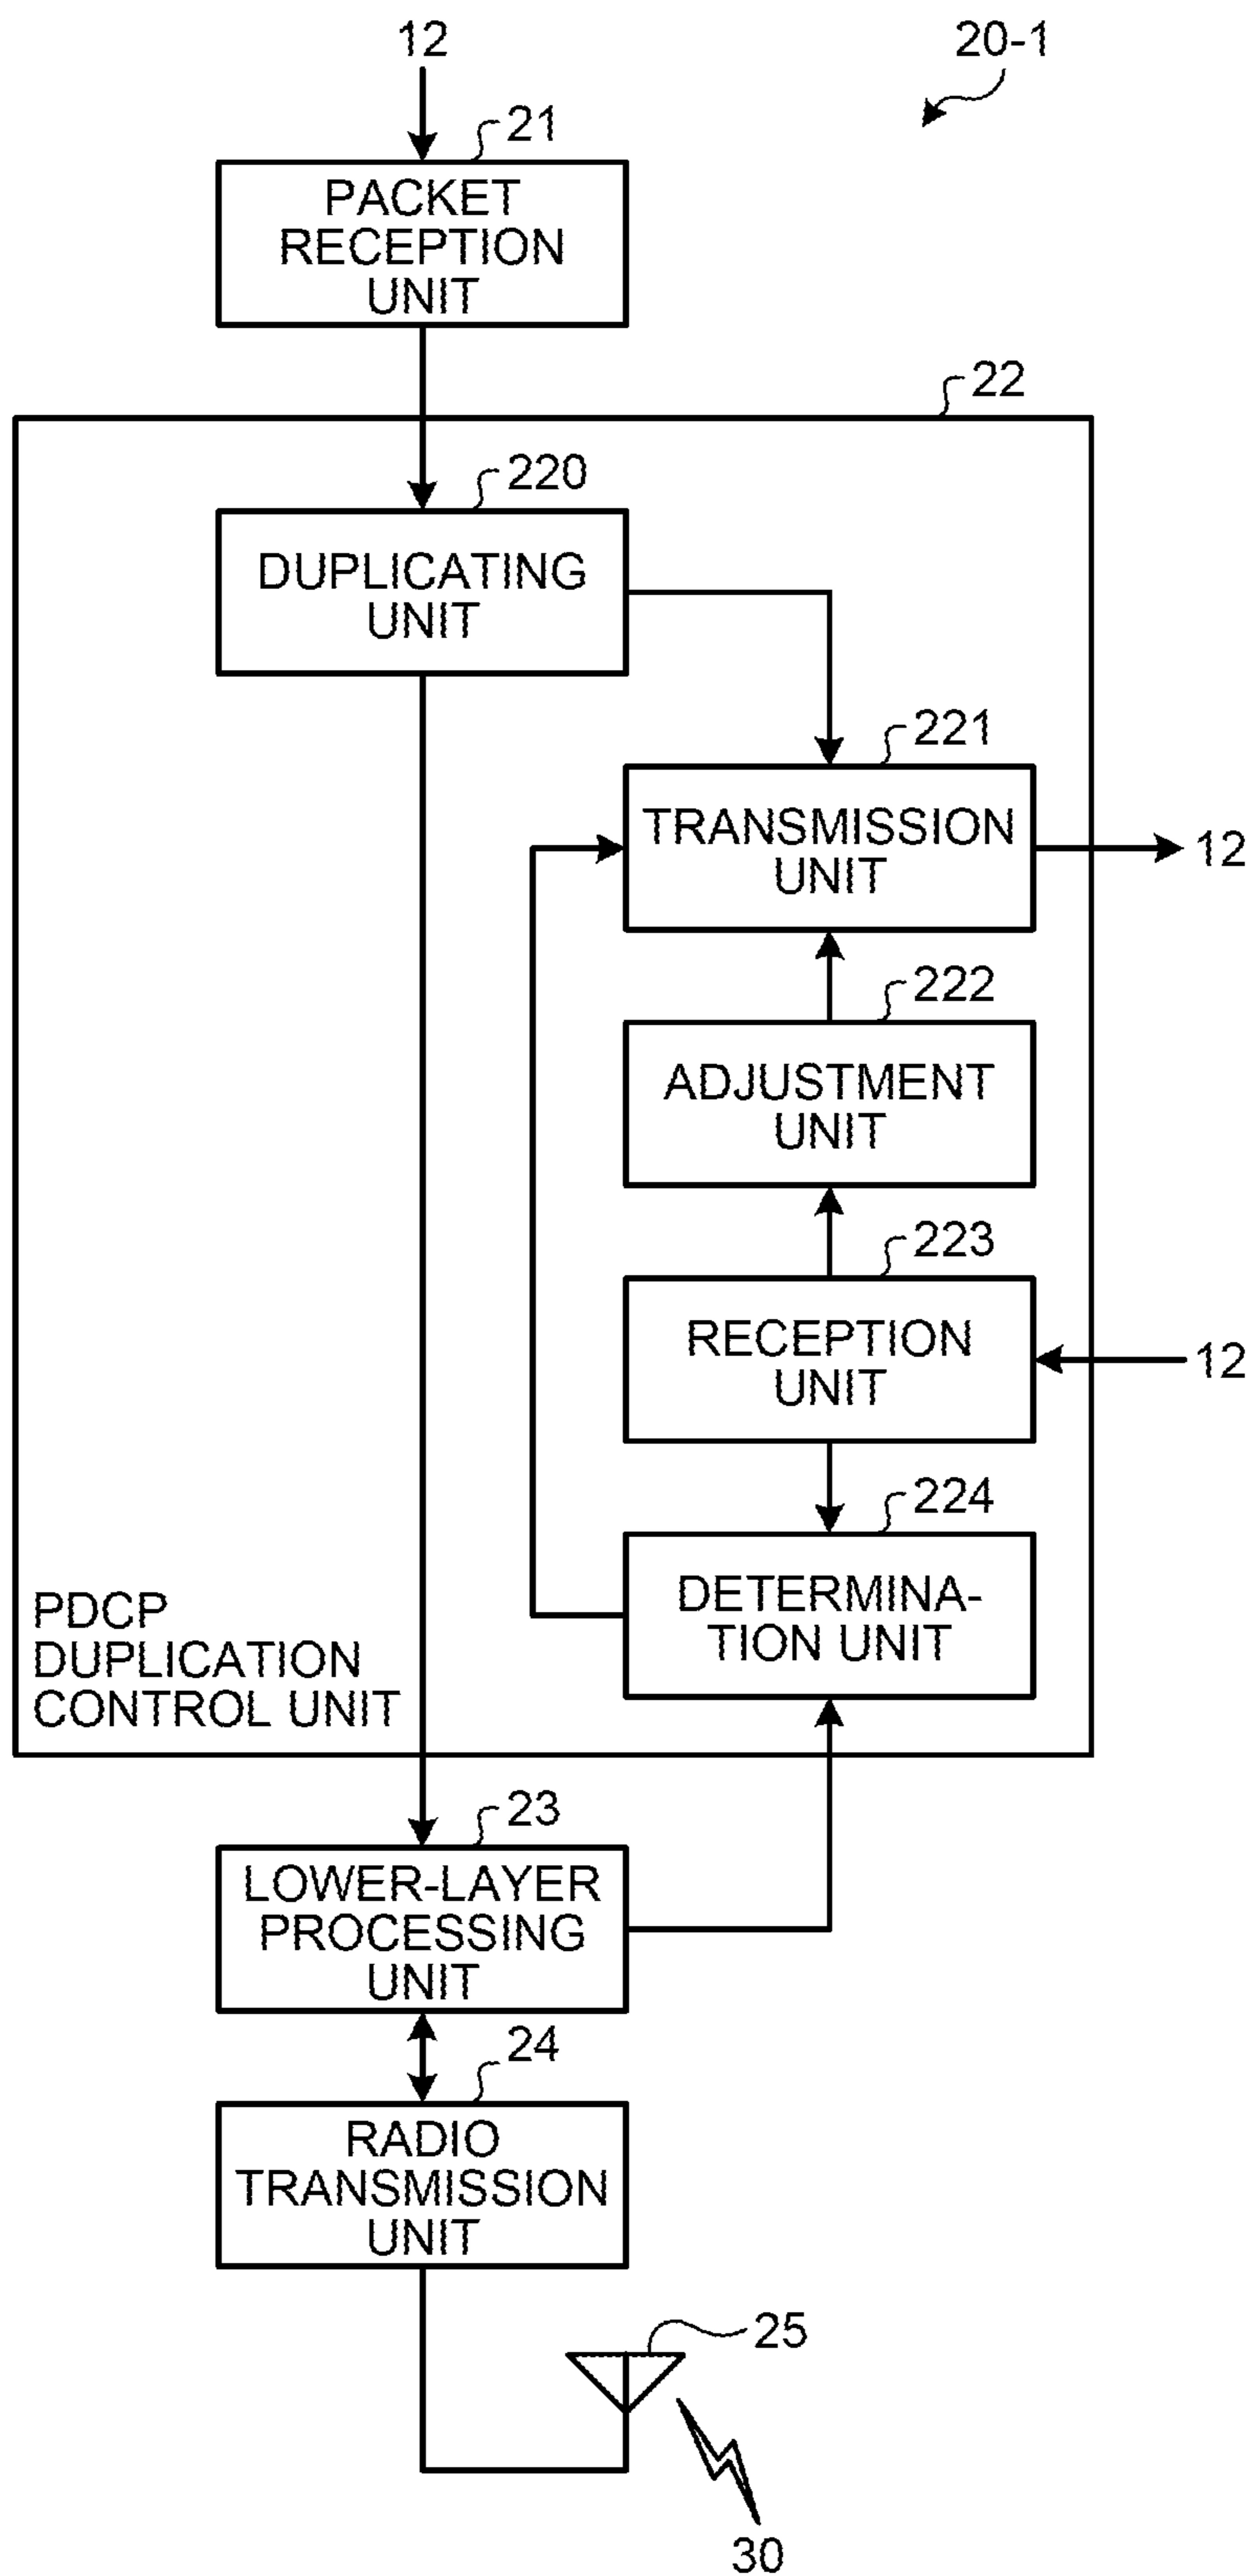 12
20-1
21
PACKET
RECEPTION
UNIT
22
220
DUPLICATING
UNIT
221
TRANSMISSION
UNIT
12
222
ADJUSTMENT
UNIT
223
RECEPTION
UNIT
12
224
DETERMINA-
TION UNIT
PDCP
DUPLICATION
CONTROL UNIT
23
LOWER-LAYER
PROCESSING
UNIT
24
RADIO
TRANSMISSION
UNIT
25
30